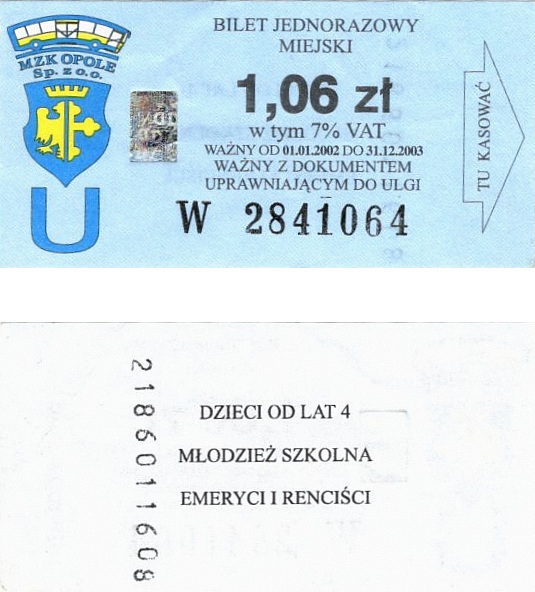 MZK OPOLE
Sp. z o.o.
U
BILET JEDNORAZOWY
MIEJSKI
1,06 zł
w tym 7% VAT
WAŻNY OD 01.01.2002 DO 31.12.2003
WAŻNY Z DOKUMENTEM
UPRAWNIAJĄCYM DO ULGI
W 2841064
TU KASOWAĆ
2186011608
DZIECI OD LAT 4
MŁODZIEŻ SZKOLNA
EMERYCI I RENCIŚCI